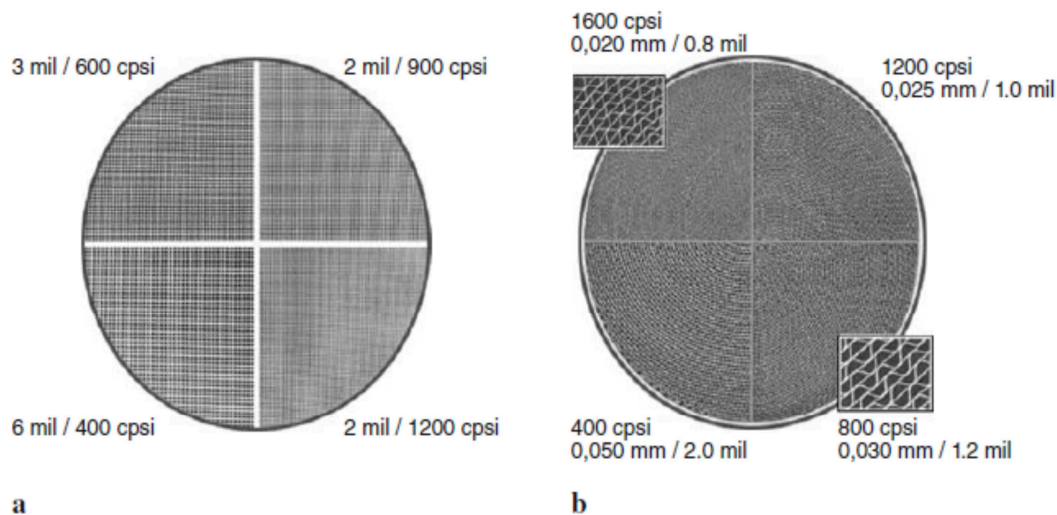 3 mil / 600 cpsi
2 mil / 900 cpsi
6 mil / 400 cpsi
2 mil / 1200 cpsi
a
1600 cpsi
0,020 mm / 0.8 mil
1200 cpsi
0,025 mm / 1.0 mil
400 cpsi
0,050 mm / 2.0 mil
800 cpsi
0,030 mm / 1.2 mil
b